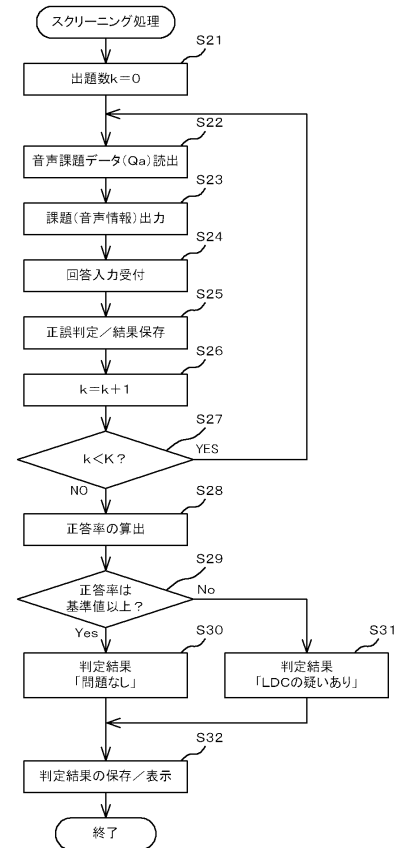 スクリーニング処理
S21
出題数k=0
S22
音声課題データ(Qa)読出
S23
課題(音声情報)出力
S24
回答入力受付
S25
正誤判定/結果保存
S26
k=k+1
S27
k<K?
YES
NO
S28
正答率の算出
S29
正答率は
基準値以上?
No
Yes
S30
判定結果
「問題なし」
S31
判定結果
「LDCの疑いあり」
S32
判定結果の保存/表示
終了